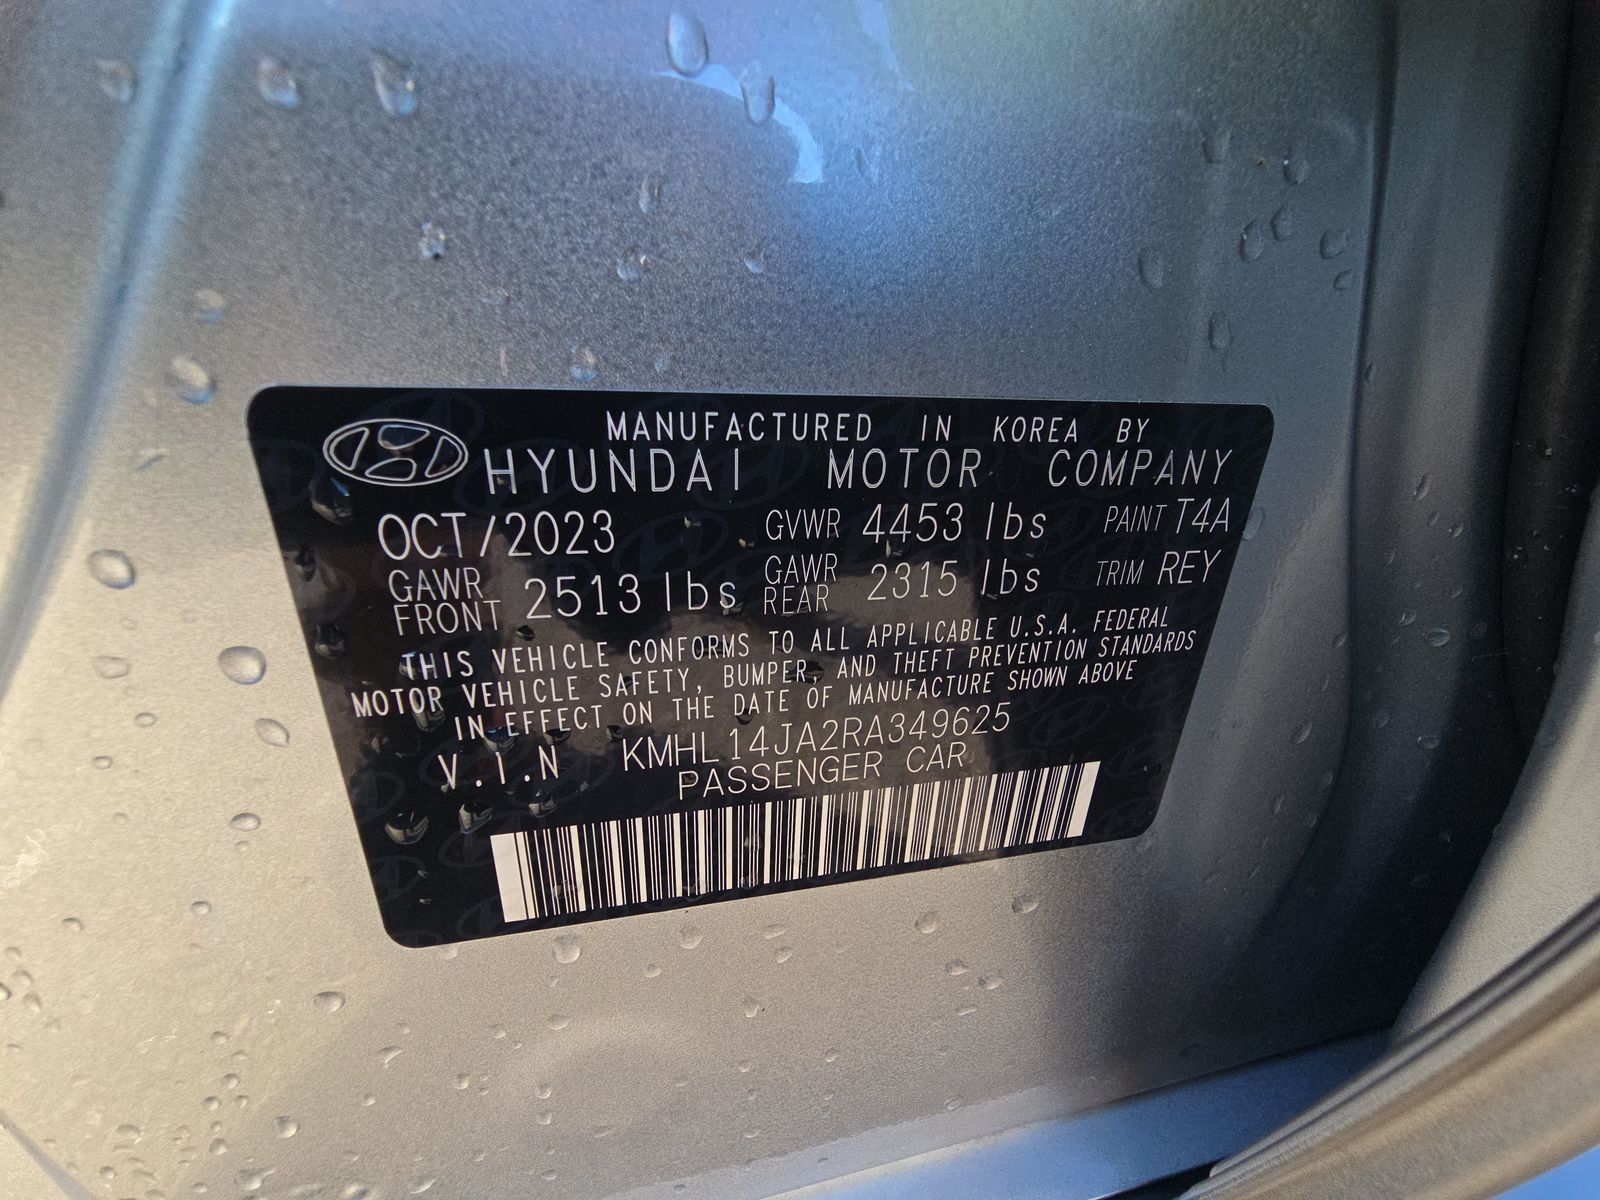 MANUFACTURED IN KOREA BY
HYUNDAI MOTOR COMPANY
OCT/2023 GVWR 4453 lbs PAINT T4A
GAWR FRONT 2513 lbs GAWR REAR 2315 lbs TRIM REY
THIS VEHICLE CONFORMS TO ALL APPLICABLE U.S.A. FEDERAL
MOTOR VEHICLE SAFETY, BUMPER, AND THEFT PREVENTION STANDARDS
IN EFFECT ON THE DATE OF MANUFACTURE SHOWN ABOVE
V.I.N KMHL14JA2RA349625
PASSENGER CAR